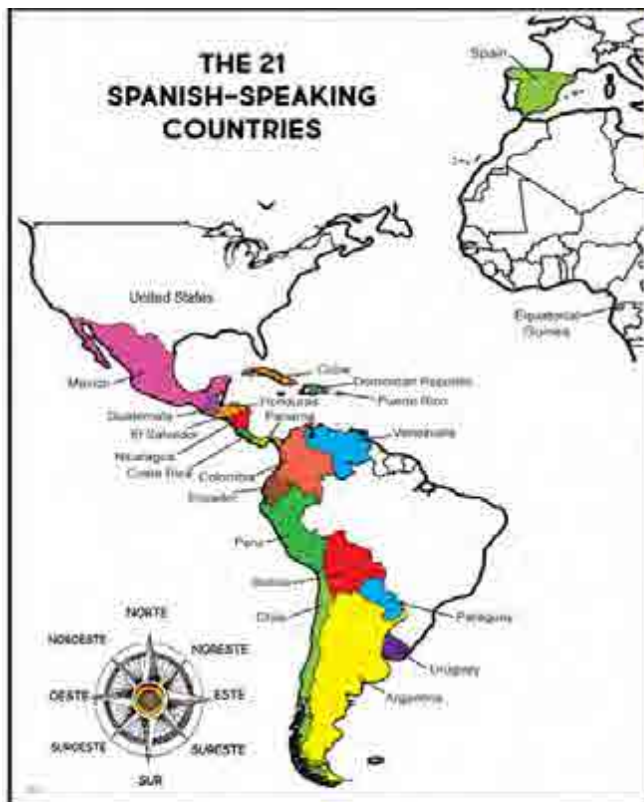 THE 21
SPANISH-SPEAKING
COUNTRIES
Spain
United States
Equatorial
Guinea
Mexico
Cuba
Dominican Republic
Puerto Rico
Guatemala
Honduras
El Salvador
Panama
Nicaragua
Costa Rica
Colombia
Venezuela
Ecuador
Peru
Bolivia
Chile
Paraguay
Uruguay
Argentina
NORTE
NOROESTE
NORESTE
OESTE
ESTE
SUROESTE
SURESTE
SUR